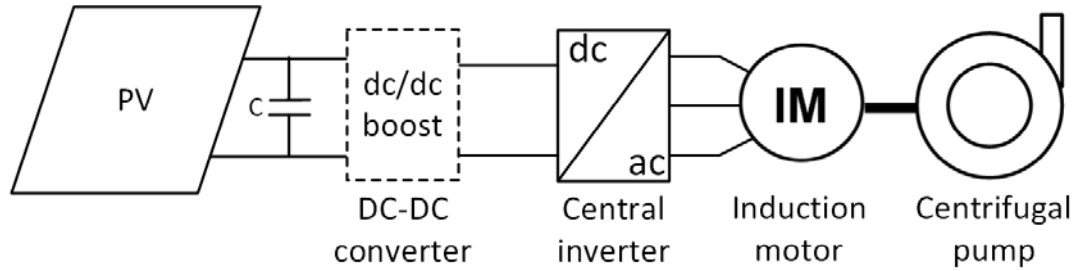 PV
C
dc/dc
boost
dc
ac
IM
DC-DC
converter
Central
inverter
Induction
motor
Centrifugal
pump